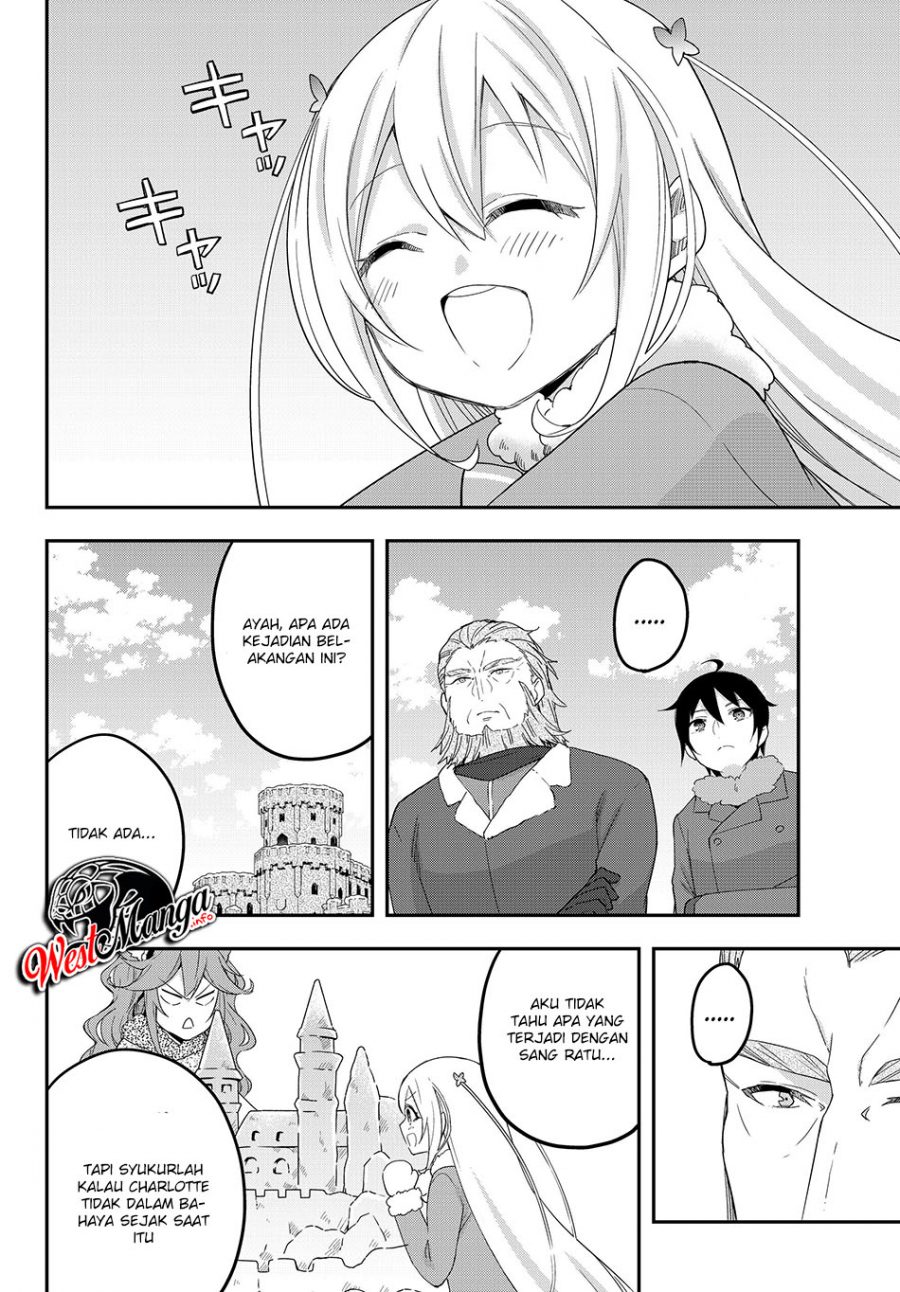 キャッ
キャッ
.....
AYAH, APA ADA
KEJADIAN BEL-
AKANGAN INI?
TIDAK ADA...
WestManga
.info
.....
AKU TIDAK
TAHU APA YANG
TERJADI DENGAN
SANG RATU...
TAPI SYUKURLAH
KALAU CHARLOTTE
TIDAK DALAM BA-
HAYA SEJAK SAAT
ITU